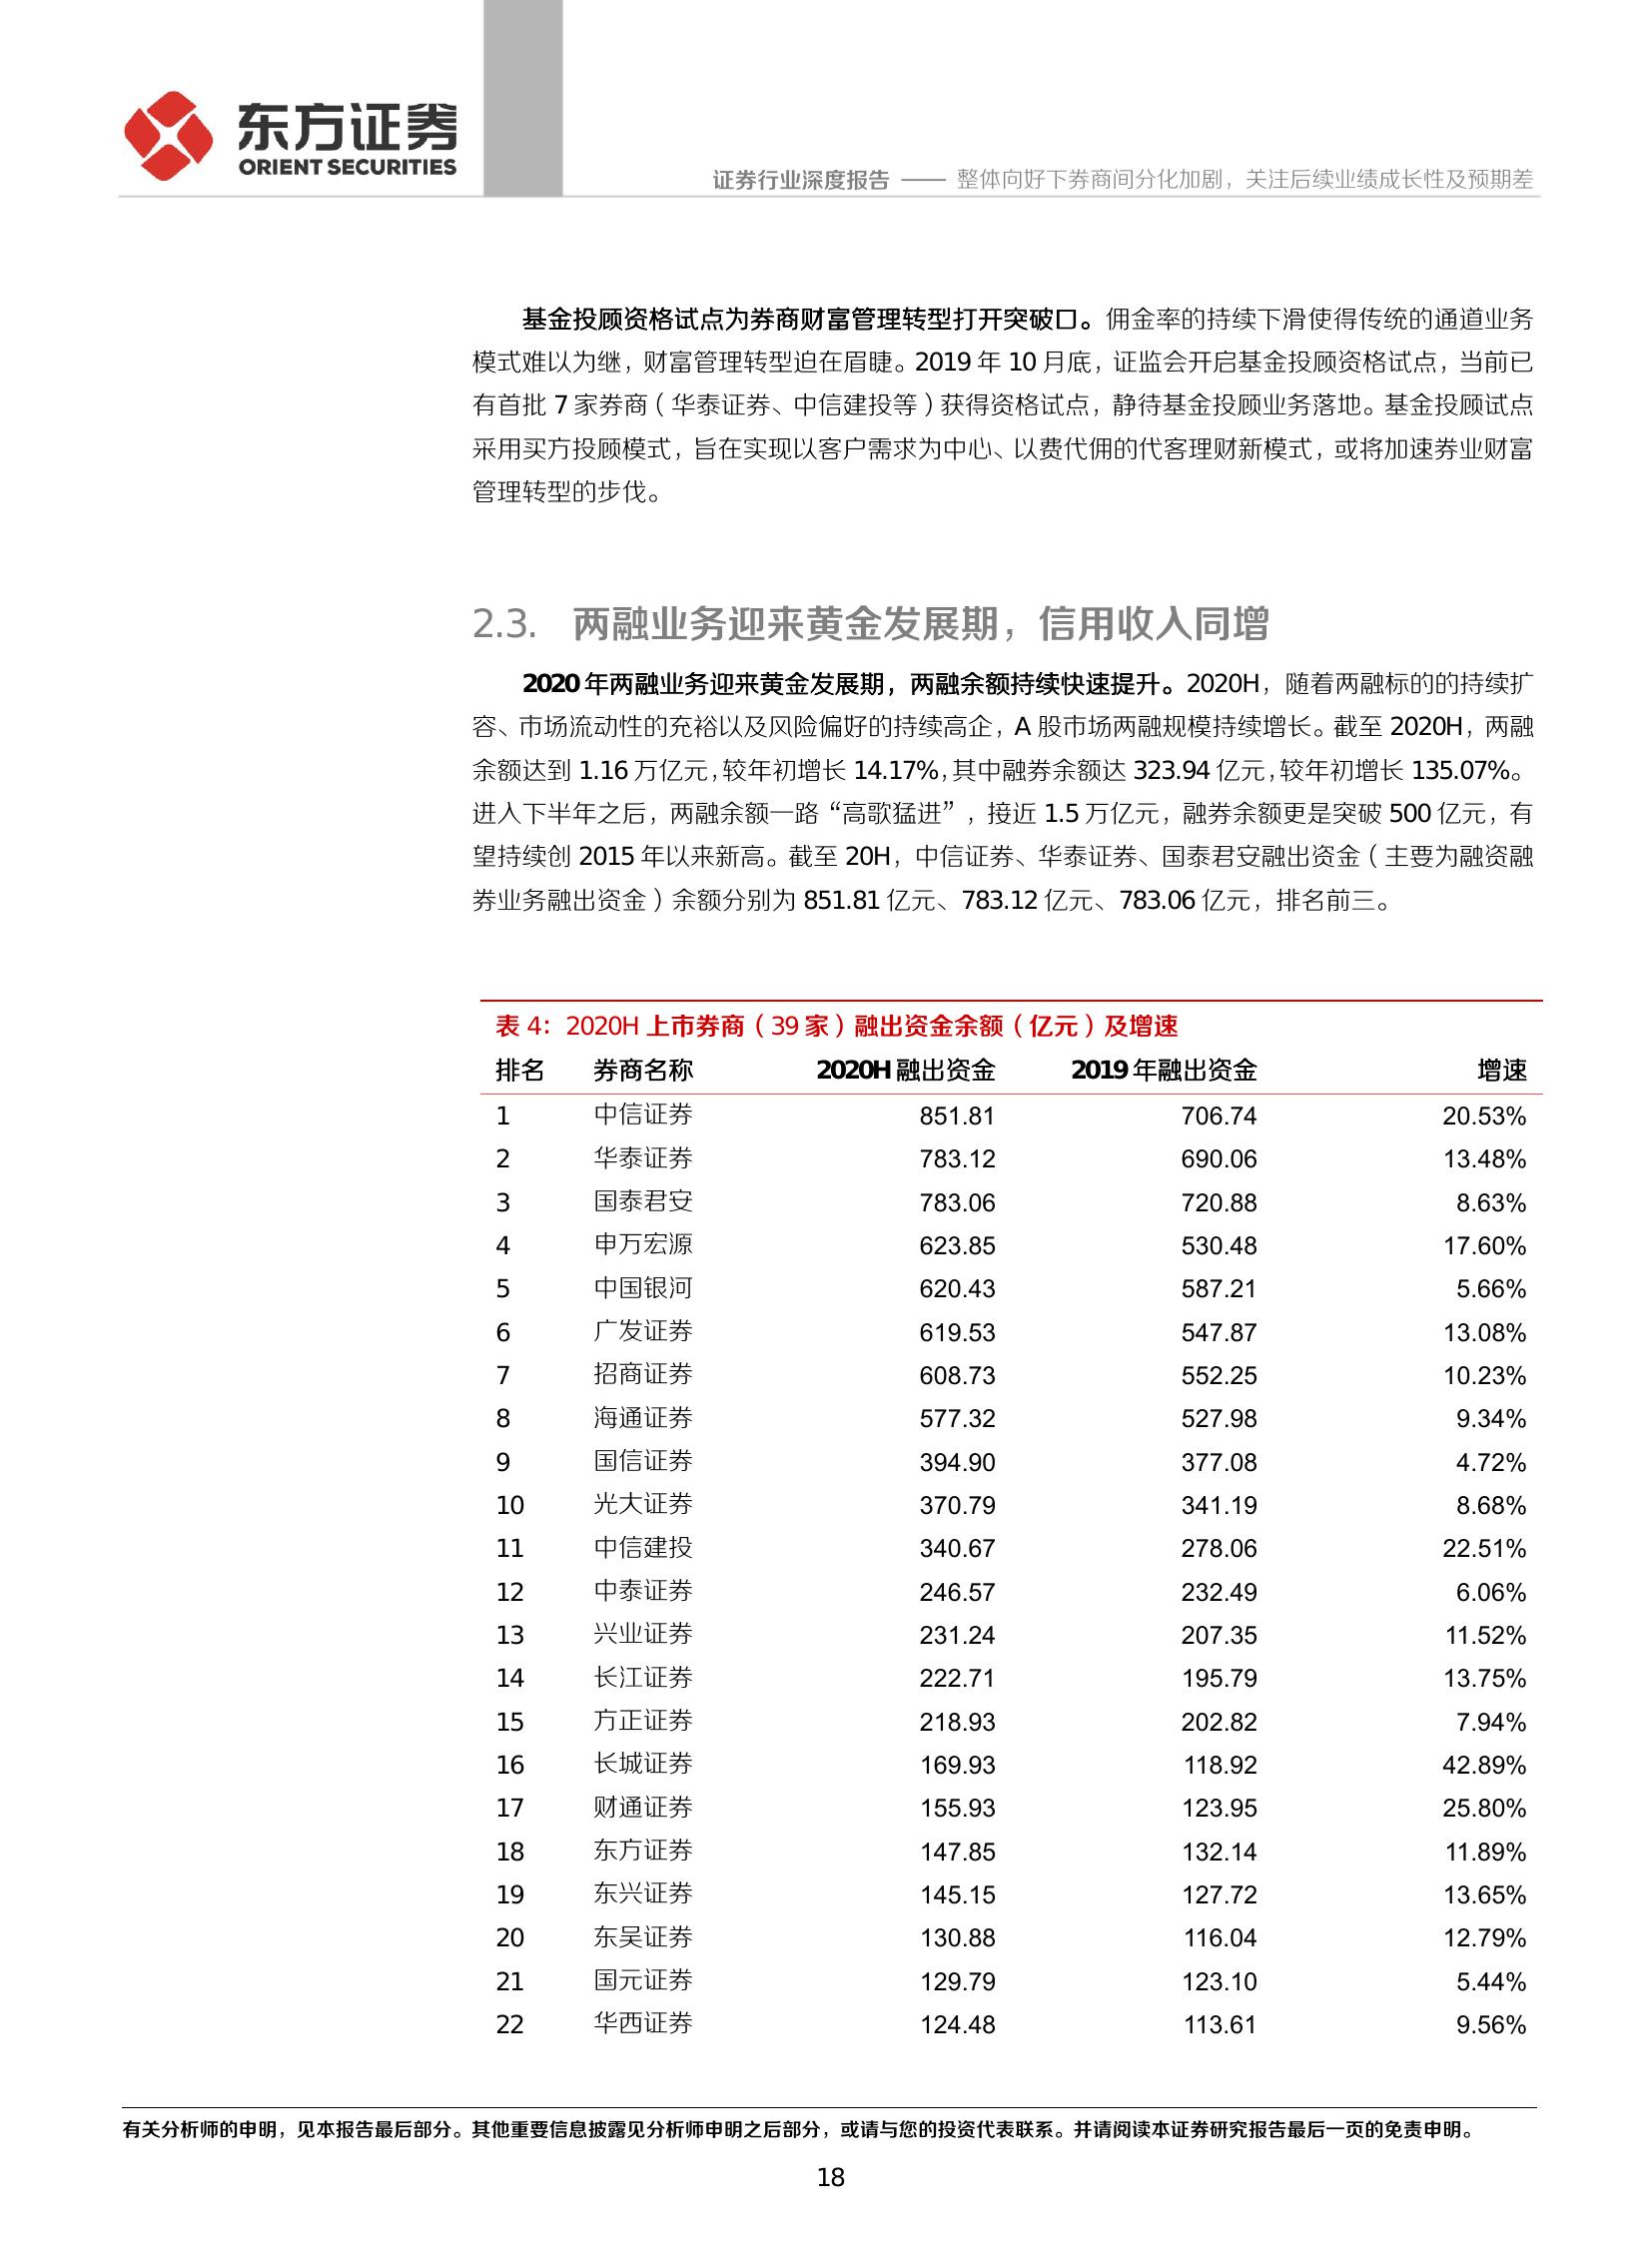 东方证券
ORIENT SECURITIES
证券行业深度报告 —— 整体向好下券商间分化加剧，关注后续业绩成长性及预期差
基金投顾资格试点为券商财富管理转型打开突破口。佣金率的持续下滑使得传统的通道业务
模式难以为继，财富管理转型迫在眉睫。2019 年 10 月底，证监会开启基金投顾资格试点，当前已
有首批 7 家券商（华泰证券、中信建投等）获得资格试点，静待基金投顾业务落地。基金投顾试点
采用买方投顾模式，旨在实现以客户需求为中心、以费代佣的代客理财新模式，或将加速券业财富
管理转型的步伐。
2.3. 两融业务迎来黄金发展期，信用收入同增
2020 年两融业务迎来黄金发展期，两融余额持续快速提升。2020H，随着两融标的的持续扩
容、市场流动性的充裕以及风险偏好的持续高企，A 股市场两融规模持续增长。截至 2020H，两融
余额达到 1.16 万亿元，较年初增长 14.17%，其中融券余额达 323.94 亿元，较年初增长 135.07%。
进入下半年之后，两融余额一路“高歌猛进”，接近 1.5 万亿元，融券余额更是突破 500 亿元，有
望持续创 2015 年以来新高。截至 20H，中信证券、华泰证券、国泰君安融出资金（主要为融资融
券业务融出资金）余额分别为 851.81 亿元、783.12 亿元、783.06 亿元，排名前三。
表 4：2020H 上市券商（39 家）融出资金余额（亿元）及增速
排名 券商名称 2020H 融出资金 2019 年融出资金 增速
1 中信证券 851.81 706.74 20.53%
2 华泰证券 783.12 690.06 13.48%
3 国泰君安 783.06 720.88 8.63%
4 申万宏源 623.85 530.48 17.60%
5 中国银河 620.43 587.21 5.66%
6 广发证券 619.53 547.87 13.08%
7 招商证券 608.73 552.25 10.23%
8 海通证券 577.32 527.98 9.34%
9 国信证券 394.90 377.08 4.72%
10 光大证券 370.79 341.19 8.68%
11 中信建投 340.67 278.06 22.51%
12 中泰证券 246.57 232.49 6.06%
13 兴业证券 231.24 207.35 11.52%
14 长江证券 222.71 195.79 13.75%
15 方正证券 218.93 202.82 7.94%
16 长城证券 169.93 118.92 42.89%
17 财通证券 155.93 123.95 25.80%
18 东方证券 147.85 132.14 11.89%
19 东兴证券 145.15 127.72 13.65%
20 东吴证券 130.88 116.04 12.79%
21 国元证券 129.79 123.10 5.44%
22 华西证券 124.48 113.61 9.56%
有关分析师的申明，见本报告最后部分。其他重要信息披露见分析师申明之后部分，或请与您的投资代表联系。并请阅读本证券研究报告最后一页的免责申明。
18